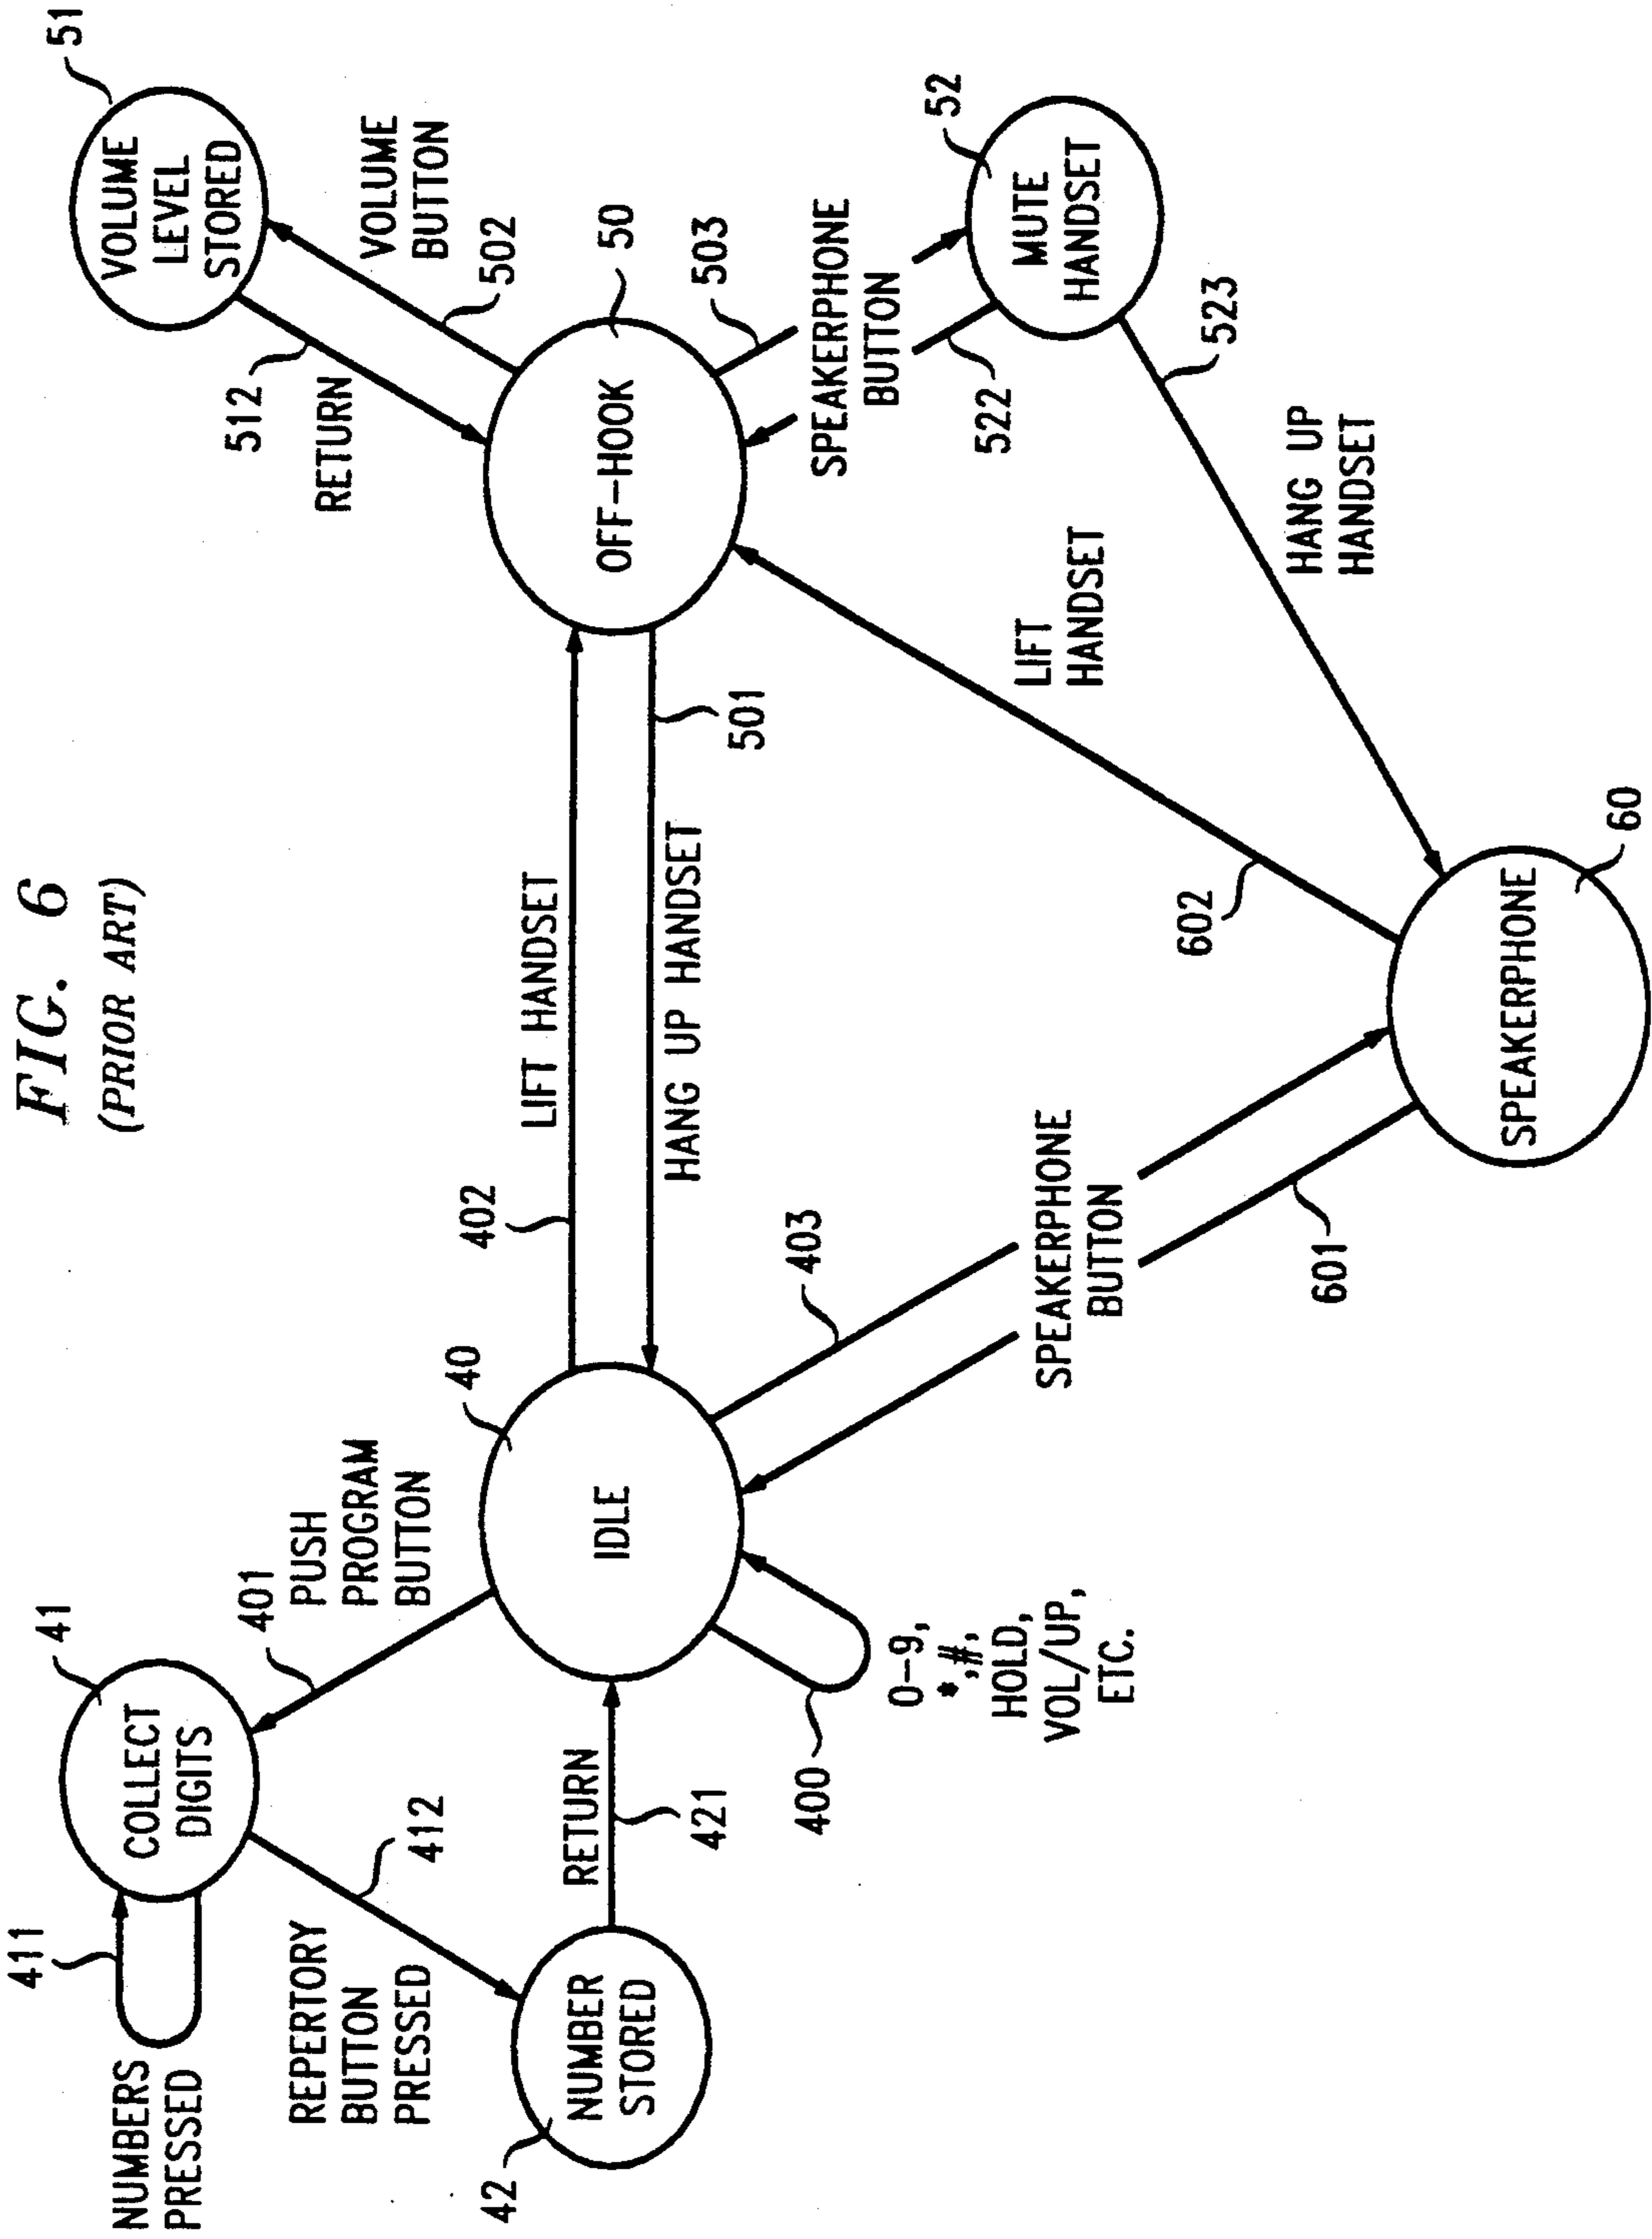 FIG. 6
(PRIOR ART)
NUMBERS
PRESSED
411
COLLECT
DIGITS
41
401
PUSH
PROGRAM
BUTTON
REPERTORY
BUTTON
PRESSED
412
NUMBER
STORED
42
RETURN
421
IDLE
40
400
0-9,
*,#,
HOLD,
VOL/UP,
ETC.
402
LIFT HANDSET
HANG UP HANDSET
501
403
SPEAKERPHONE
BUTTON
601
SPEAKERPHONE
60
602
LIFT
HANDSET
OFF-HOOK
50
512
RETURN
VOLUME
LEVEL
STORED
51
VOLUME
BUTTON
502
503
SPEAKERPHONE
BUTTON
522
MUTE
HANDSET
52
523
HANG UP
HANDSET